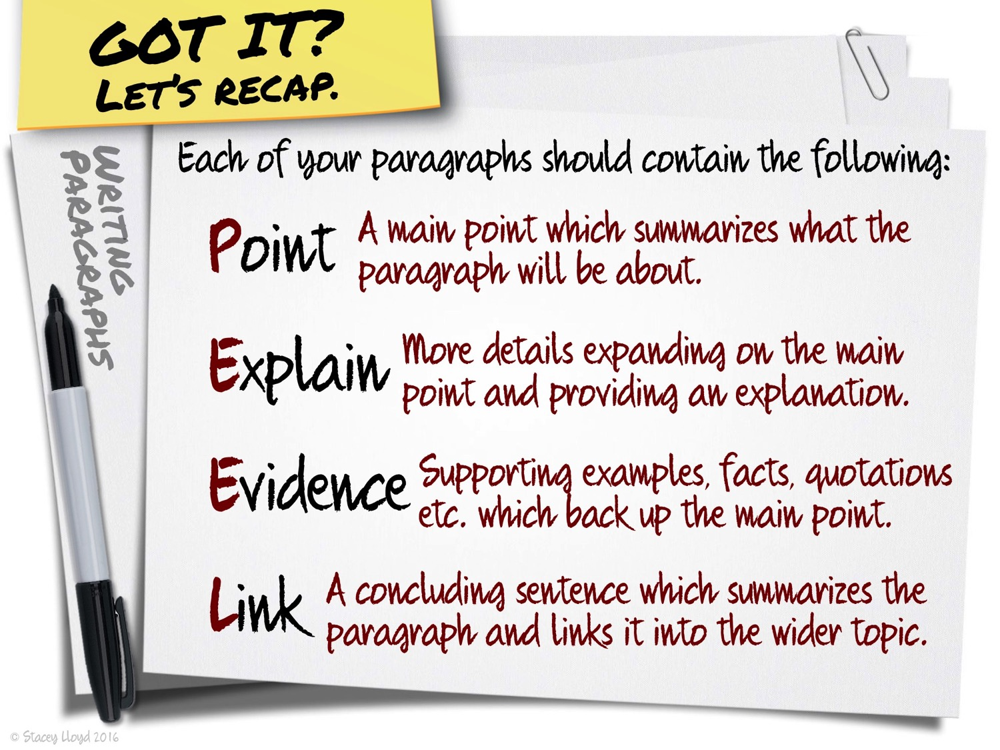 GOT IT?
LET'S RECAP.
WRITING
PARAGRAPHS
Each of your paragraphs should contain the following:
Point
A main point which summarizes what the
paragraph will be about.
Explain
More details expanding on the main
point and providing an explanation.
Evidence
Supporting examples, facts, quotations
etc. which back up the main point.
Link
A concluding sentence which summarizes the
paragraph and links it into the wider topic.
© Stacey Lloyd 2016